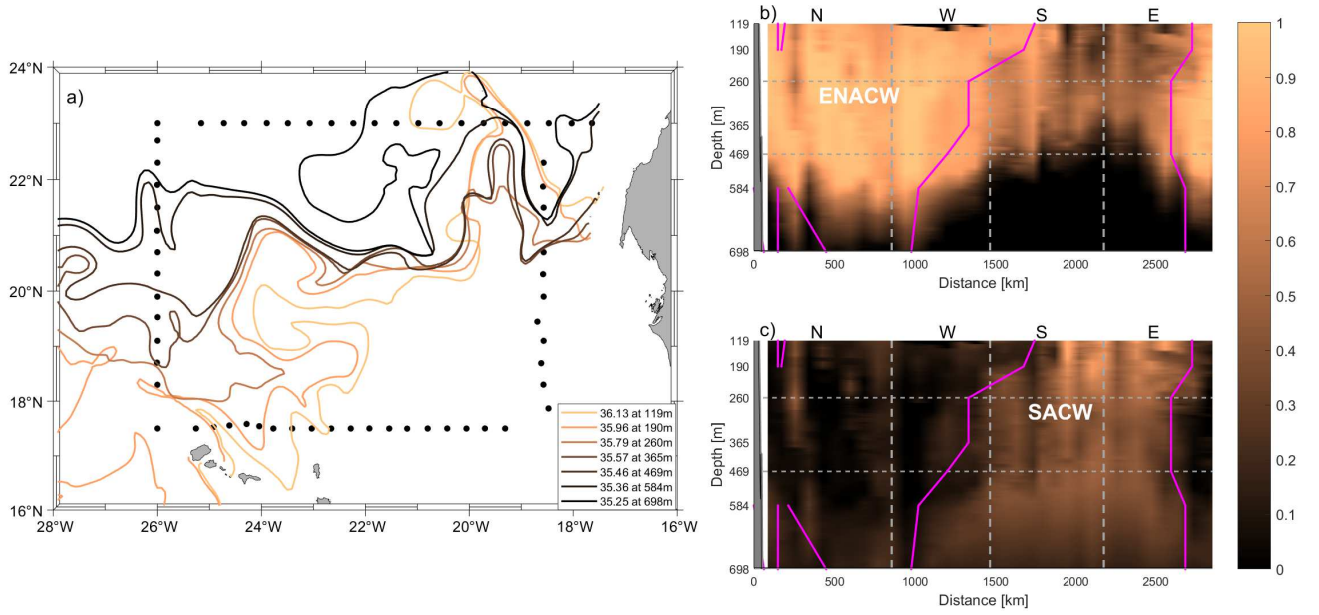 a)
24°N
22°N
20°N
18°N
16°N
28°W
26°W
24°W
22°W
20°W
18°W
16°W
36.13 at 119m
35.96 at 190m
35.79 at 260m
35.57 at 365m
35.46 at 469m
35.36 at 584m
35.25 at 698m
b)
N W S E
119
190
260
365
469
584
698
Depth [m]
ENACW
0 500 1000 1500 2000 2500
Distance [km]
c)
N W S E
119
190
260
365
469
584
698
Depth [m]
SACW
0 500 1000 1500 2000 2500
Distance [km]
1
0.9
0.8
0.7
0.6
0.5
0.4
0.3
0.2
0.1
0